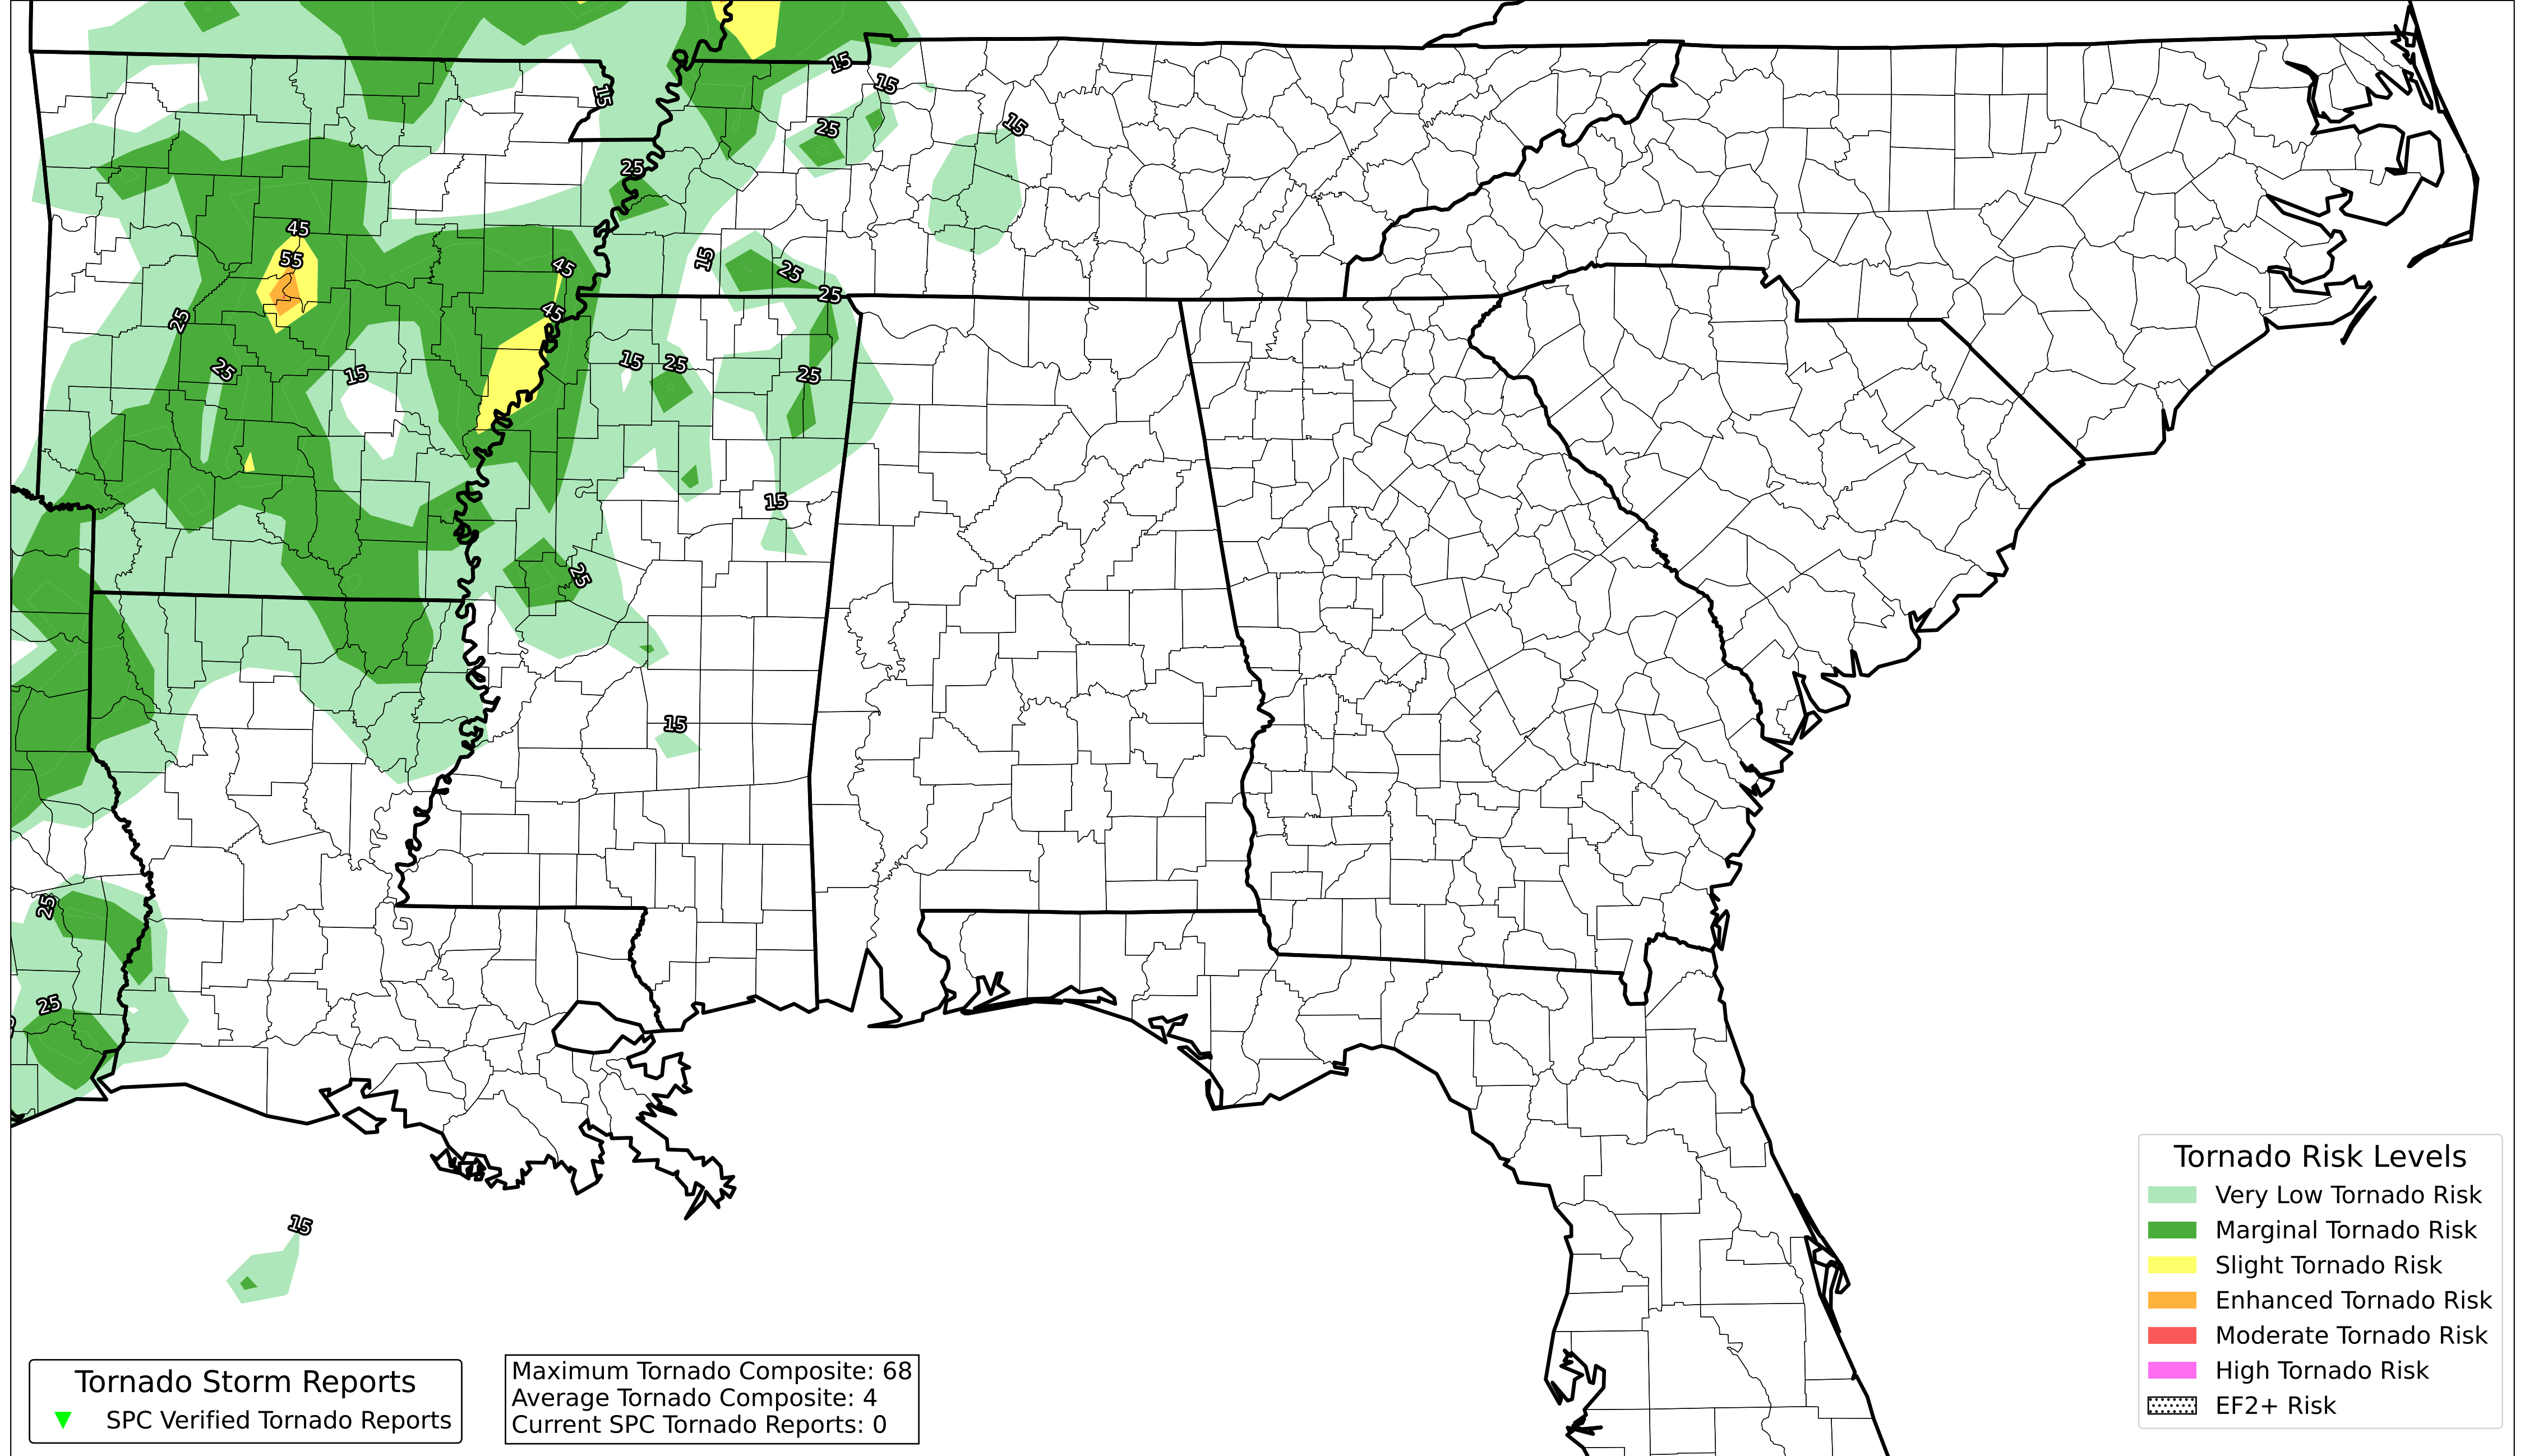 15
15
15
25
15
25
45
15
25
55
45
25
25
45
15
25
25
15
25
15
15
25
15
25
25
15
Tornado Risk Levels
Very Low Tornado Risk
Marginal Tornado Risk
Slight Tornado Risk
Enhanced Tornado Risk
Moderate Tornado Risk
High Tornado Risk
EF2+ Risk
Tornado Storm Reports
SPC Verified Tornado Reports
Maximum Tornado Composite: 68
Average Tornado Composite: 4
Current SPC Tornado Reports: 0